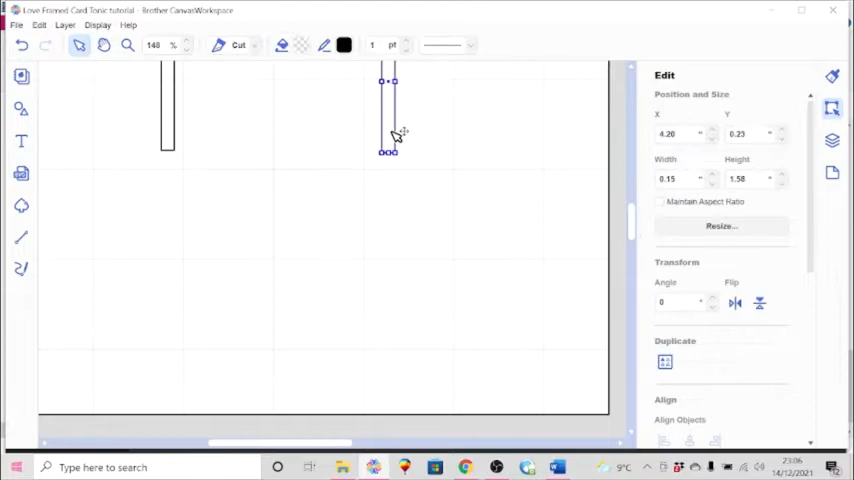 Love Framed Card Tonic tutorial - Brother CanvasWorkspace
File Edit Layer Display Help
148 % Cut 1 pt
Edit
Position and Size
X Y
4.20 " 0.23 "
Width Height
0.15 " 1.58 "
Maintain Aspect Ratio
Resize...
Transform
Angle Flip
0 °
Duplicate
Align
Align Objects
Type here to search
9°C
23:06
14/12/2021